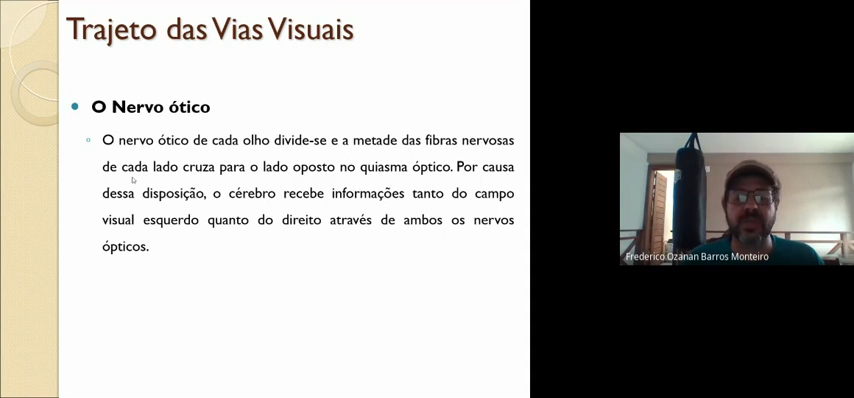 Trajeto das Vias Visuais
O Nervo ótico
O nervo ótico de cada olho divide-se e a metade das fibras nervosas
de cada lado cruza para o lado oposto no quiasma óptico. Por causa
dessa disposição, o cérebro recebe informações tanto do campo
visual esquerdo quanto do direito através de ambos os nervos
ópticos.
Frederico Ozanan Barros Monteiro